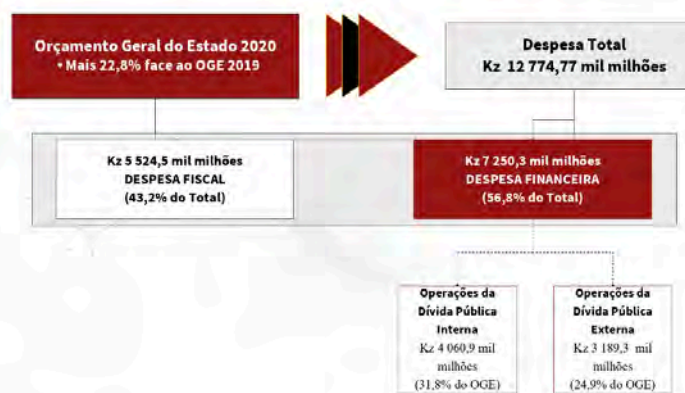 Orçamento Geral do Estado 2020
• Mais 22,8% face ao OGE 2019
Despesa Total
Kz 12 774,77 mil milhões
Kz 5 524,5 mil milhões
DESPESA FISCAL
(43,2% do Total)
Kz 7 250,3 mil milhões
DESPESA FINANCEIRA
(56,8% do Total)
Operações da
Dívida Pública
Interna
Kz 4 060,9 mil
milhões
(31,8% do OGE)
Operações da
Dívida Pública
Externa
Kz 3 189,3 mil
milhões
(24,9% do OGE)